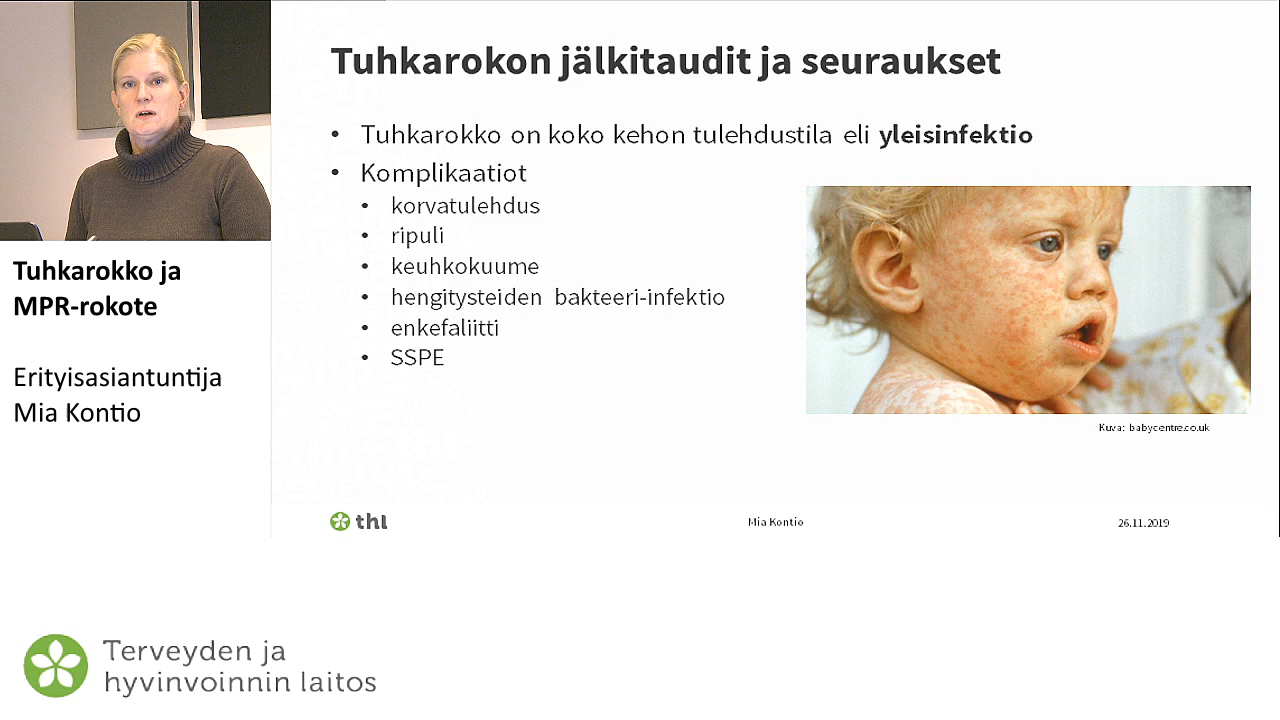 Tuhkarokon jälkitaudit ja seuraukset
• Tuhkarokko on koko kehon tulehdustila eli yleisinfektio
• Komplikaatiot
• korvatulehdus
• ripuli
• keuhkokuume
• hengitysteiden bakteeri-infektio
• enkefaliitti
• SSPE
Kuva: babycentre.co.uk
thl
Mia Kontio
26.11.2019
Tuhkarokko ja
MPR-rokote
Erityisasiantuntija
Mia Kontio
Terveyden ja
hyvinvoinnin laitos